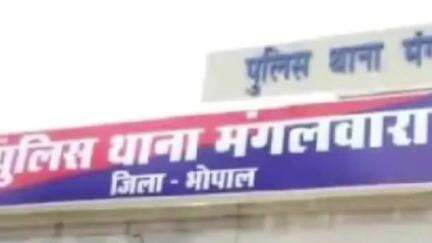 पुलिस थाना
पुलिस थाना मंगलवारा
जिला - भोपाल